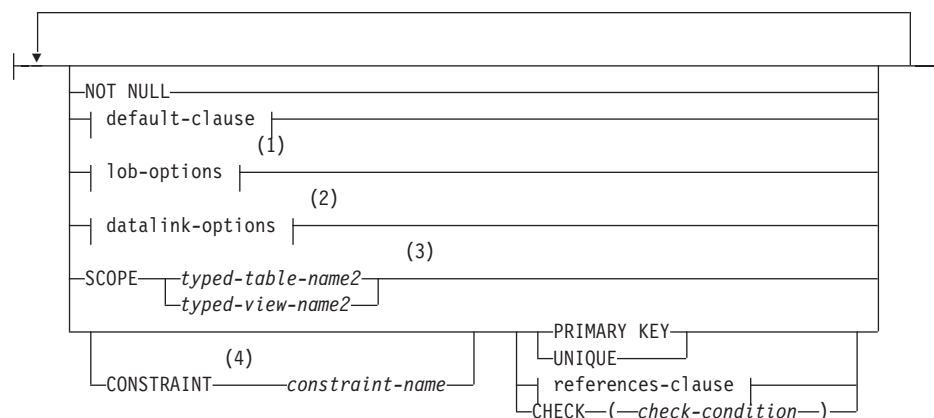 NOT NULL
default-clause
(1)
lob-options
(2)
datalink-options
(3)
SCOPE typed-table-name2
typed-view-name2
PRIMARY KEY
(4) UNIQUE
CONSTRAINT constraint-name references-clause
CHECK ( check-condition )